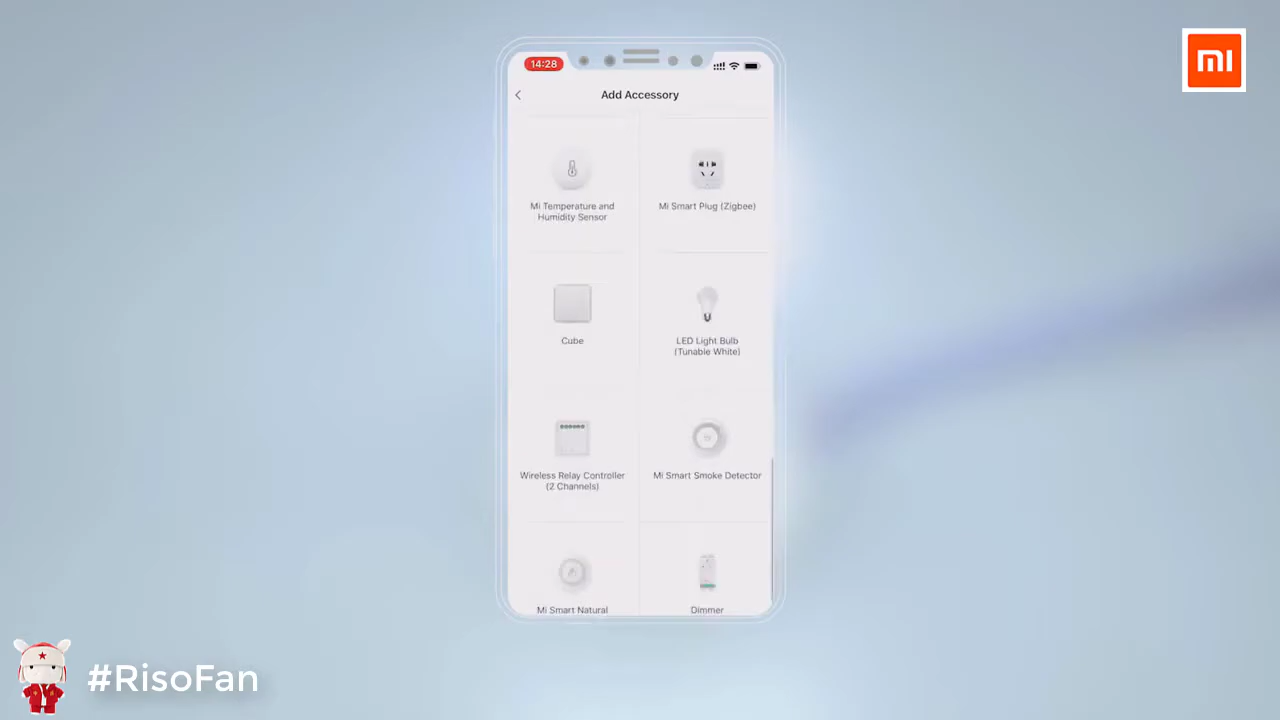 14:28
mi
Add Accessory
Mi Temperature and
Humidity Sensor
Mi Smart Plug (Zigbee)
Cube
LED Light Bulb
(Tunable White)
Wireless Relay Controller
(2 Channels)
Mi Smart Smoke Detector
Mi Smart Natural
Dimmer
#RisoFan